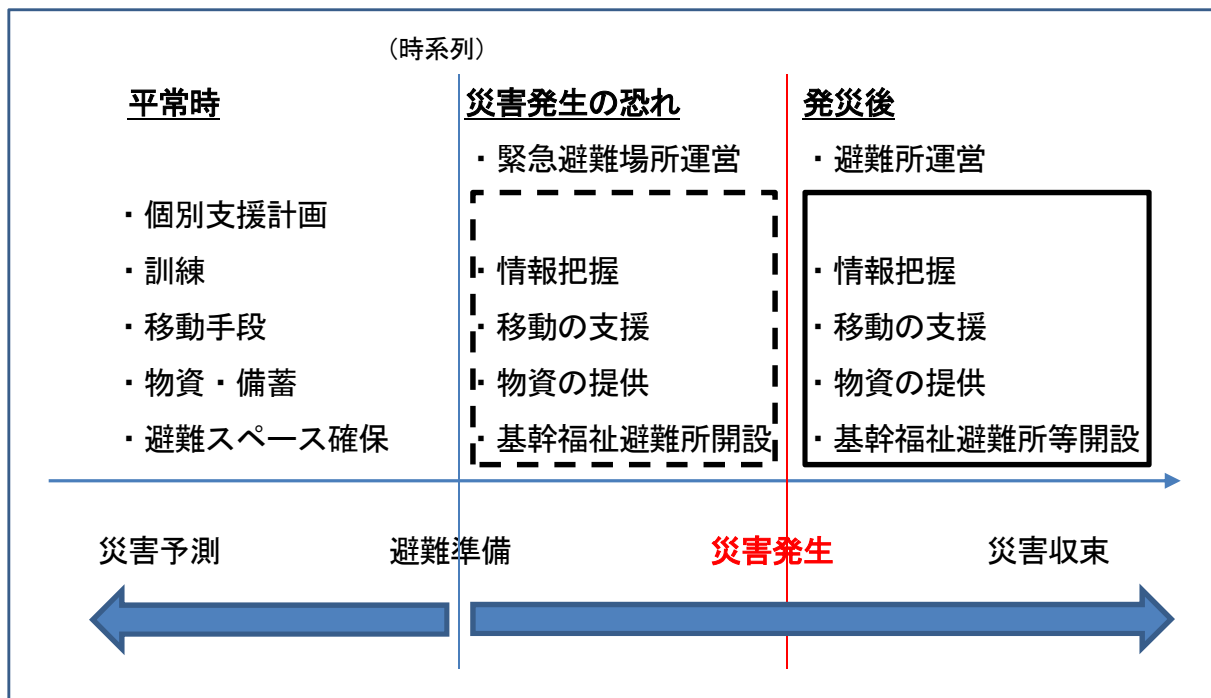 （時系列）
平常時
・個別支援計画
・訓練
・移動手段
・物資・備蓄
・避難スペース確保
災害発生の恐れ
・緊急避難場所運営
・情報把握
・移動の支援
・物資の提供
・基幹福祉避難所開設
発災後
・避難所運営
・情報把握
・移動の支援
・物資の提供
・基幹福祉避難所等開設
災害予測
避難準備
災害発生
災害収束